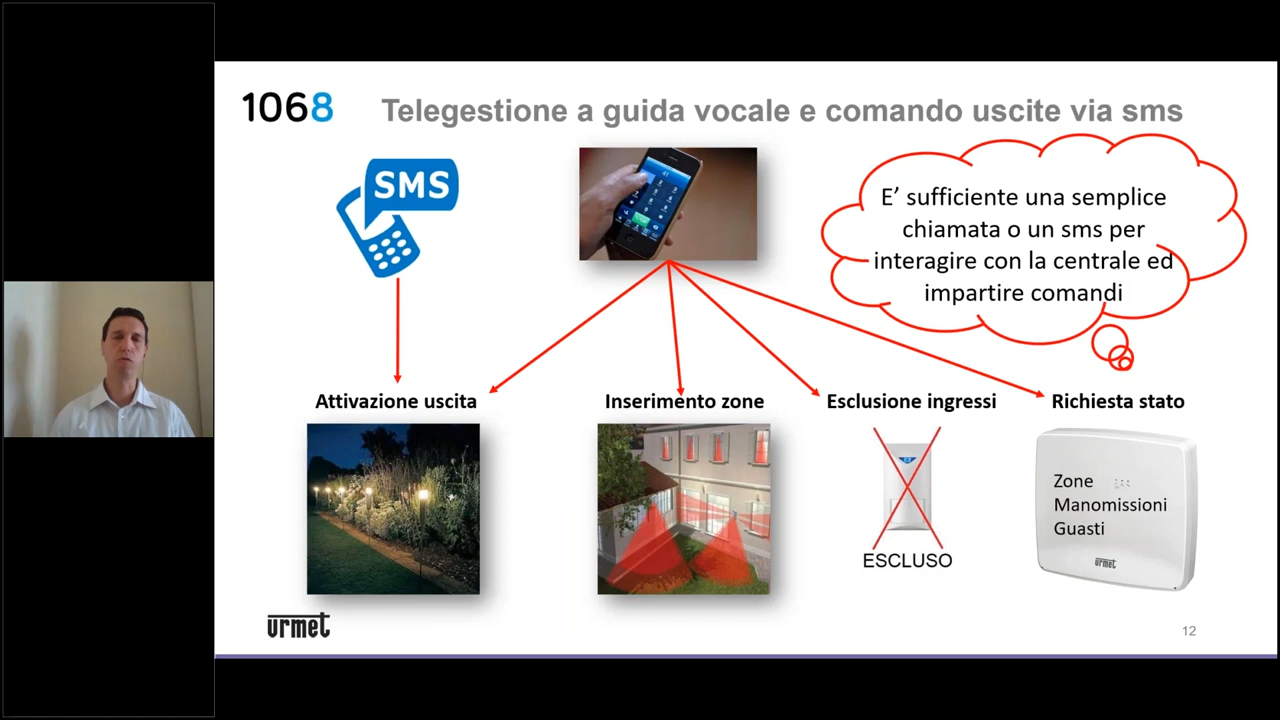 1068
Telegestione a guida vocale e comando uscite via sms
SMS
E’ sufficiente una semplice
chiamata o un sms per
interagire con la centrale ed
impartire comandi
Attivazione uscita
Inserimento zone
Esclusione ingressi
Richiesta stato
Zone
Manomissioni
Guasti
urmet
ESCLUSO
urmet
12